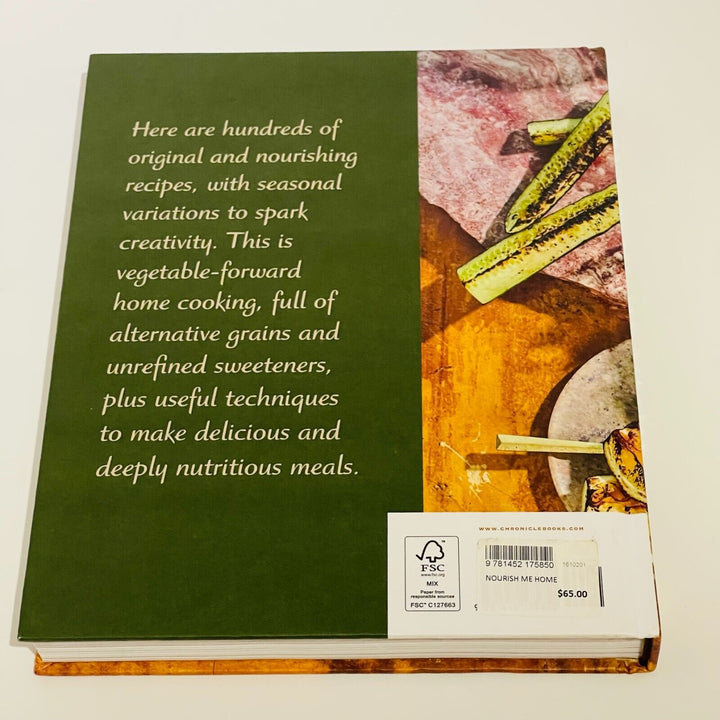 Here are hundreds of
original and nourishing
recipes, with seasonal
variations to spark
creativity. This is
vegetable-forward
home cooking, full of
alternative grains and
unrefined sweeteners,
plus useful techniques
to make delicious and
deeply nutritious meals.
WWW.CHRONICLEBOOKS.COM
FSC
www.fsc.org
MIX
Paper from
responsible sources
FSC™ C127663
9 781452 175850 1610201
NOURISH ME HOME
$65.00